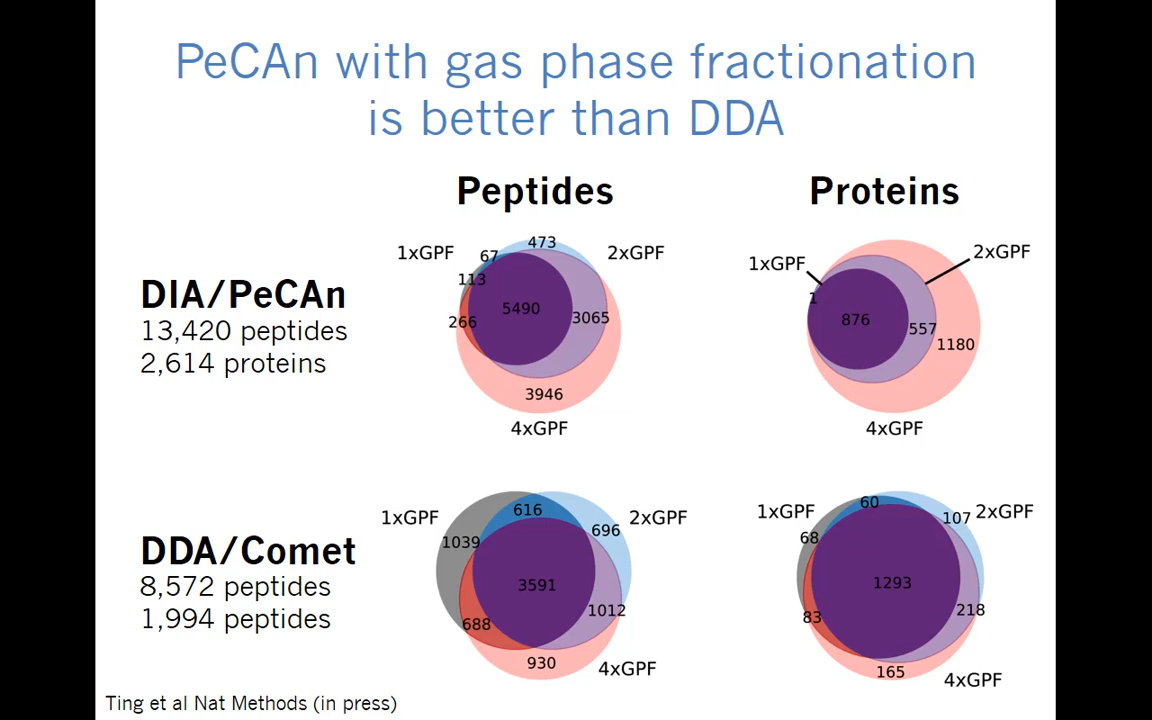 PeCAn with gas phase fractionation
is better than DDA
Peptides
Proteins
DIA/PeCAn
13,420 peptides
2,614 proteins
1xGPF
67
473
2xGPF
113
266
5490
3065
3946
4xGPF
1xGPF
2xGPF
1
876
557
1180
4xGPF
DDA/Comet
8,572 peptides
1,994 peptides
1xGPF
616
2xGPF
1039
696
3591
688
1012
930
4xGPF
1xGPF
60
2xGPF
68
107
1293
83
218
165
4xGPF
Ting et al Nat Methods (in press)